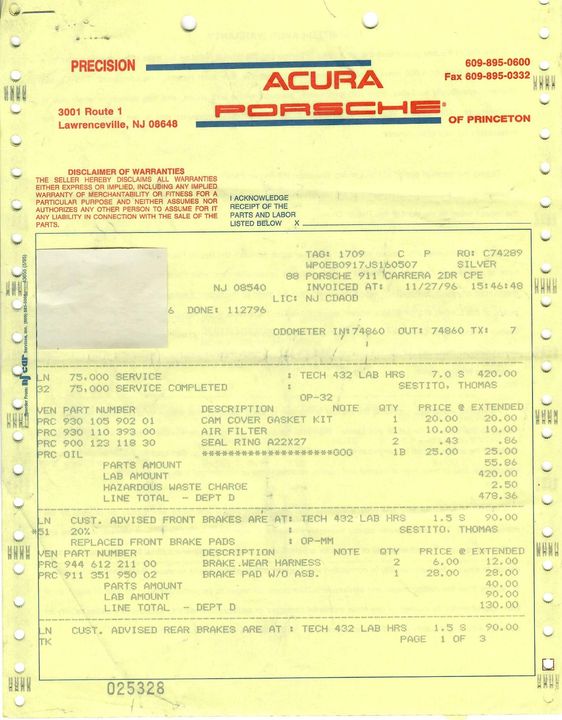 PRECISION
609-895-0600
ACURA
Fax 609-895-0332
3001 Route 1
PORSCHE®
Lawrenceville, NJ 08648
OF PRINCETON
DISCLAIMER OF WARRANTIES
THE SELLER HEREBY DISCLAIMS ALL WARRANTIES
EITHER EXPRESS OR IMPLIED, INCLUDING ANY IMPLIED
WARRANTY OF MERCHANTABILITY OR FITNESS FOR A
PARTICULAR PURPOSE AND NEITHER ASSUMES NOR
AUTHORIZES ANY OTHER PERSON TO ASSUME FOR IT
ANY LIABILITY IN CONNECTION WITH THE SALE OF THE
PARTS.
I ACKNOWLEDGE
RECEIPT OF THE
PARTS AND LABOR
LISTED BELOW X
TAG: 1709 C P RO: C74289
WP0EB0917JS160507 SILVER
88 PORSCHE 911 CARRERA 2DR CPE
NJ 08540 INVOICED AT: 11/27/96 15:46:48
LIC: NJ CDAOD
6 DONE: 112796
ODOMETER IN: 74860 OUT: 74860 TX: 7
LN 75,000 SERVICE : TECH 432 LAB HRS 7.0 S 420.00
32 75,000 SERVICE COMPLETED : SESTITO, THOMAS
OP-32
VEN PART NUMBER DESCRIPTION NOTE QTY PRICE @ EXTENDED
PRC 930 105 902 01 CAM COVER GASKET KIT 1 20.00 20.00
PRC 930 110 393 00 AIR FILTER 1 10.00 10.00
PRC 900 123 118 30 SEAL RING A22X27 2 .43 .86
PRC OIL ********************GOG 1B 25.00 25.00
PARTS AMOUNT 55.86
LAB AMOUNT 420.00
HAZARDOUS WASTE CHARGE 2.50
LINE TOTAL - DEPT D 478.36
LN CUST. ADVISED FRONT BRAKES ARE AT: TECH 432 LAB HRS 1.5 S 90.00
*51 20% : SESTITO, THOMAS
REPLACED FRONT BRAKE PADS : OP-MM
VEN PART NUMBER DESCRIPTION NOTE QTY PRICE @ EXTENDED
PRC 944 612 211 00 BRAKE WEAR HARNESS 2 6.00 12.00
PRC 911 351 950 02 BRAKE PAD W/O ASB. 1 28.00 28.00
PARTS AMOUNT 40.00
LAB AMOUNT 90.00
LINE TOTAL - DEPT D 130.00
LN CUST. ADVISED REAR BRAKES ARE AT : TECH 432 LAB HRS 1.5 S 90.00
TK PAGE 1 OF 3
025328